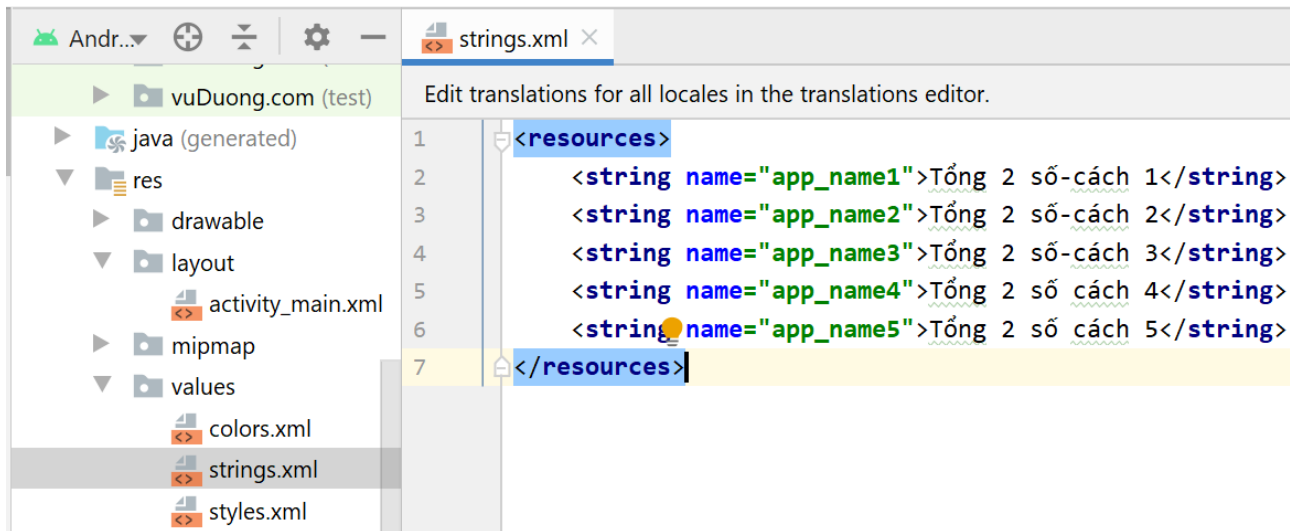 Andr...
strings.xml
vuDuong.com (test)
java (generated)
res
drawable
layout
activity_main.xml
mipmap
values
colors.xml
strings.xml
styles.xml
Edit translations for all locales in the translations editor.
1 <resources>
2 <string name="app_name1">Tổng 2 số-cách 1</string>
3 <string name="app_name2">Tổng 2 số-cách 2</string>
4 <string name="app_name3">Tổng 2 số-cách 3</string>
5 <string name="app_name4">Tổng 2 số cách 4</string>
6 <string name="app_name5">Tổng 2 số cách 5</string>
7 </resources>